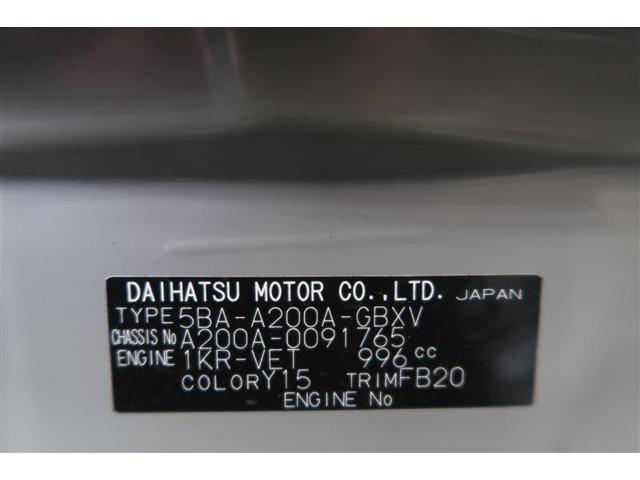 DAIHATSU MOTOR CO.,LTD. JAPAN
TYPE 5BA-A200A-GBXV
CHASSIS No A200A-0091765
ENGINE 1KR-VET 996 cc
COLOR Y15 TRIM FB20
ENGINE No